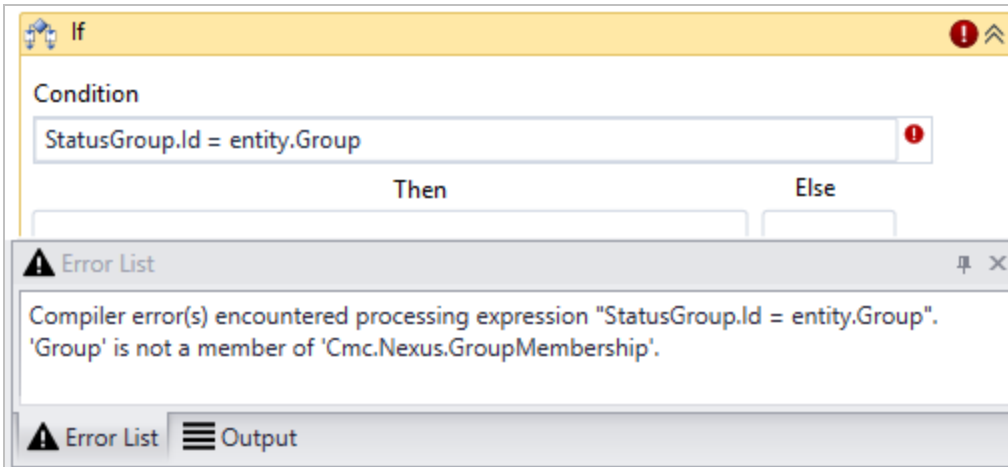 If
Condition
StatusGroup.Id = entity.Group
Then
Else
Error List
Compiler error(s) encountered processing expression "StatusGroup.Id = entity.Group".
'Group' is not a member of 'Cmc.Nexus.GroupMembership'.
Error List
Output